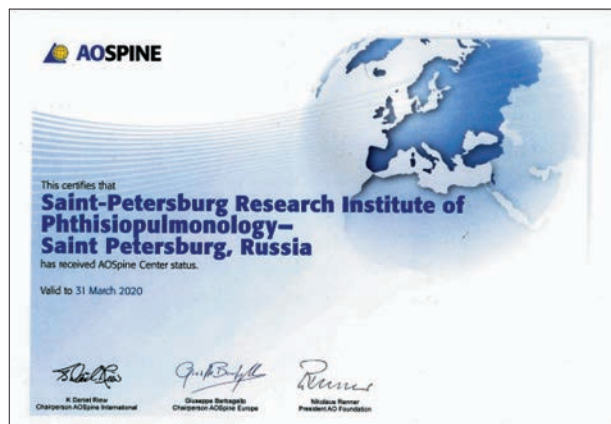 AOSPINE
This certifies that
Saint-Petersburg Research Institute of
Phthisiopulmonology–
Saint Petersburg, Russia
has received AOSpine Center status.
Valid to 31 March 2020
K Daniel Riew
Chairperson AOSpine International
Giuseppe Barbagallo
Chairperson AOSpine Europe
Nikolaus Renner
President AO Foundation